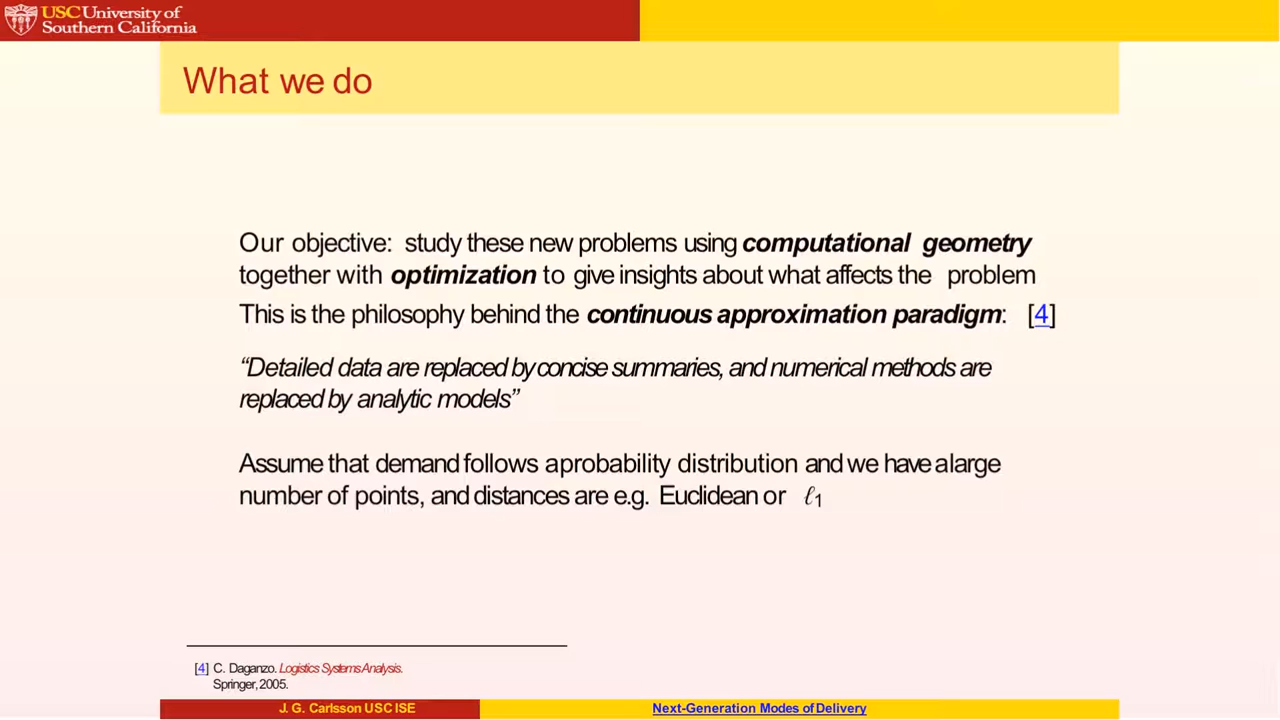 USC University of
Southern California
What we do
Our objective: study these new problems using computational geometry
together with optimization to give insights about what affects the problem
This is the philosophy behind the continuous approximation paradigm: [4]
“Detailed data are replaced by concise summaries, and numerical methods are
replaced by analytic models”
Assume that demand follows a probability distribution and we have a large
number of points, and distances are e.g. Euclidean or ℓ₁
[4] C. Daganzo. Logistics Systems Analysis.
Springer, 2005.
J. G. Carlsson USC ISE
Next-Generation Modes of Delivery